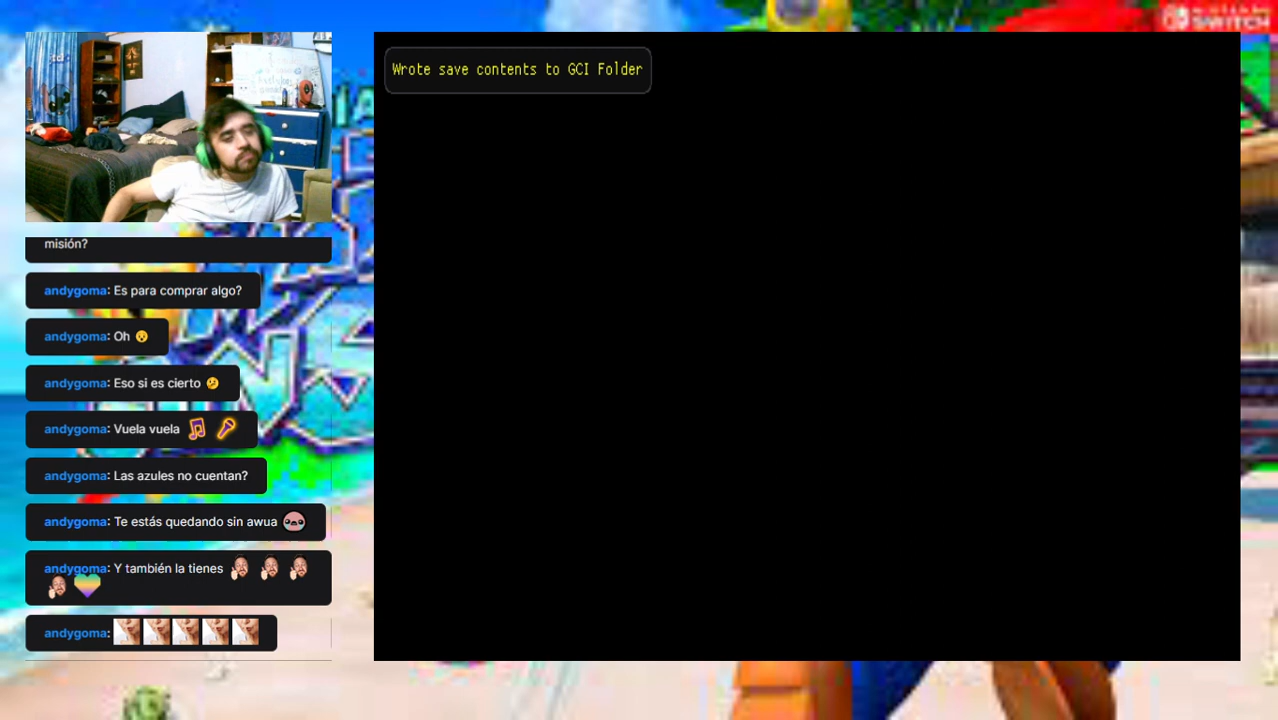 SWITCH
Wrote save contents to GCI Folder
misión?
andygoma: Es para comprar algo?
andygoma: Oh 😮
andygoma: Eso si es cierto 🤔
andygoma: Vuela vuela
andygoma: Las azules no cuentan?
andygoma: Te estás quedando sin awua
andygoma: Y también la tienes
andygoma: